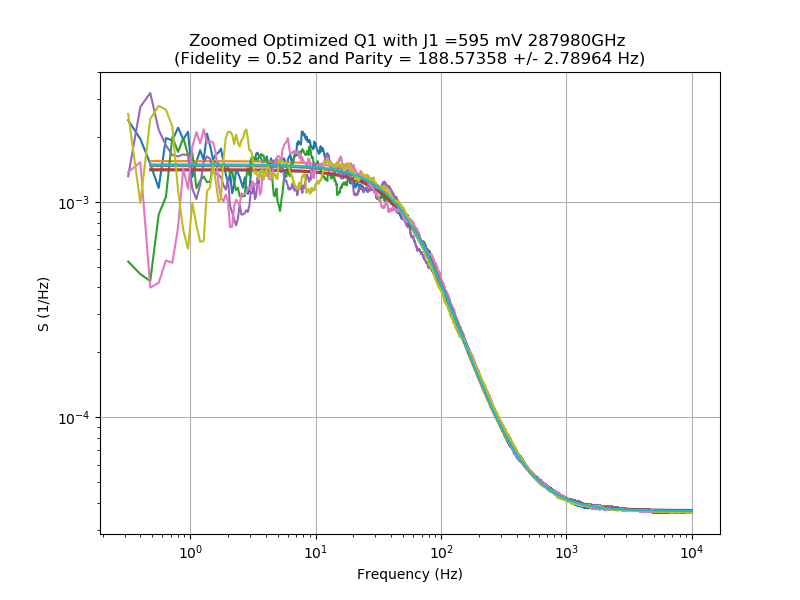 Zoomed Optimized Q1 with J1 =595 mV 287980GHz
(Fidelity = 0.52 and Parity = 188.57358 +/- 2.78964 Hz)
10⁻³
10⁻⁴
S (1/Hz)
10⁰ 10¹ 10² 10³ 10⁴
Frequency (Hz)